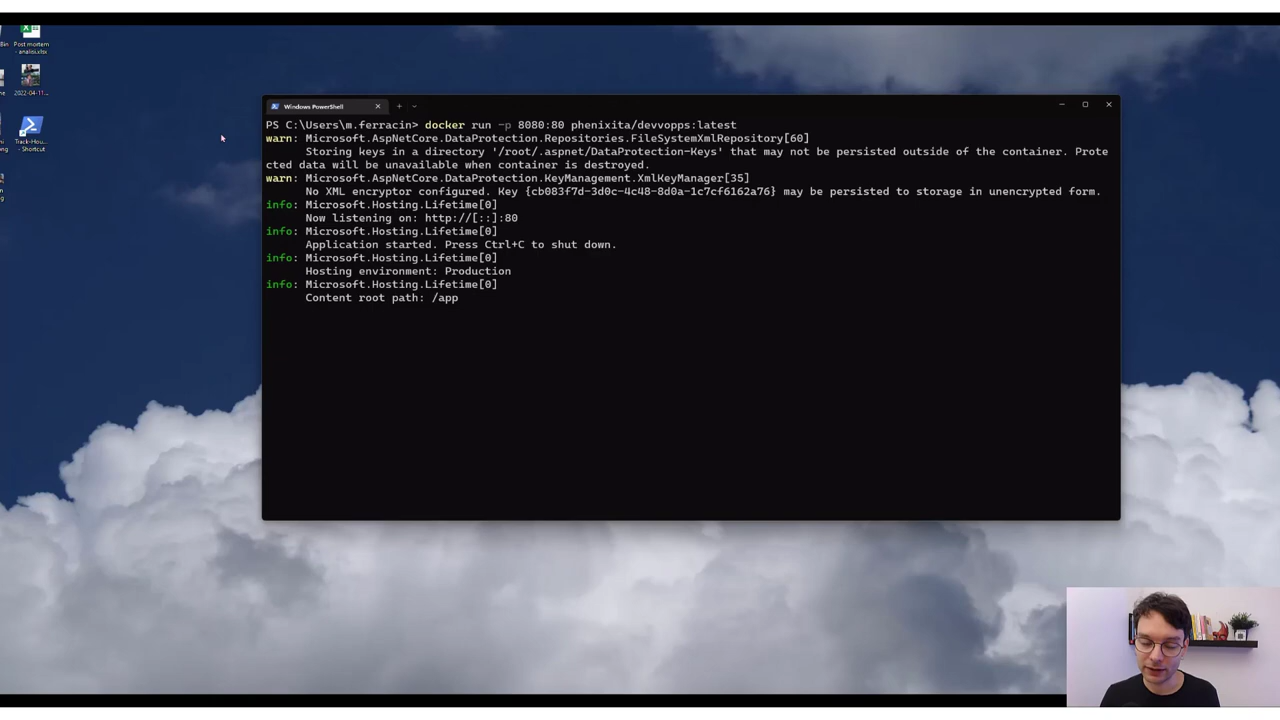 Bin
Post mortem
- analisi.xlsx
2022-04-11...
Track-Hou...
- Shortcut
Windows PowerShell
PS C:\Users\m.ferracin> docker run -p 8080:80 phenixita/devvopps:latest
warn: Microsoft.AspNetCore.DataProtection.Repositories.FileSystemXmlRepository[60]
Storing keys in a directory '/root/.aspnet/DataProtection-Keys' that may not be persisted outside of the container. Prote
cted data will be unavailable when container is destroyed.
warn: Microsoft.AspNetCore.DataProtection.KeyManagement.XmlKeyManager[35]
No XML encryptor configured. Key {cb083f7d-3d0c-4c48-8d0a-1c7cf6162a76} may be persisted to storage in unencrypted form.
info: Microsoft.Hosting.Lifetime[0]
Now listening on: http://[::]:80
info: Microsoft.Hosting.Lifetime[0]
Application started. Press Ctrl+C to shut down.
info: Microsoft.Hosting.Lifetime[0]
Hosting environment: Production
info: Microsoft.Hosting.Lifetime[0]
Content root path: /app